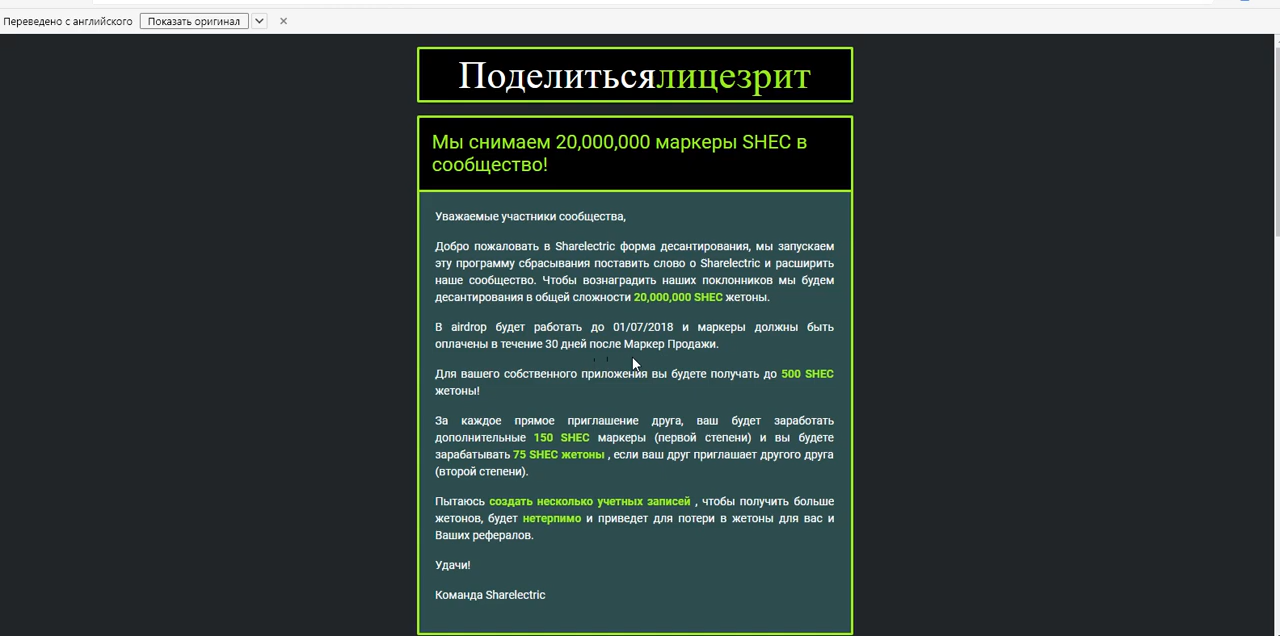 Переведено с английского Показать оригинал
Поделитьсялицезрит
Мы снимаем 20,000,000 маркеры SHEC в
сообщество!
Уважаемые участники сообщества,
Добро пожаловать в Sharelectric форма десантирования, мы запускаем
эту программу сбрасывания поставить слово о Sharelectric и расширить
наше сообщество. Чтобы вознаградить наших поклонников мы будем
десантирования в общей сложности 20,000,000 SHEC жетоны.
В airdrop будет работать до 01/07/2018 и маркеры должны быть
оплачены в течение 30 дней после Маркер Продажи.
Для вашего собственного приложения вы будете получать до 500 SHEC
жетоны!
За каждое прямое приглашение друга, ваш будет заработать
дополнительные 150 SHEC маркеры (первой степени) и вы будете
зарабатывать 75 SHEC жетоны , если ваш друг приглашает другого друга
(второй степени).
Пытаюсь создать несколько учетных записей , чтобы получить больше
жетонов, будет нетерпимо и приведет для потери в жетоны для вас и
Ваших рефералов.
Удачи!
Команда Sharelectric